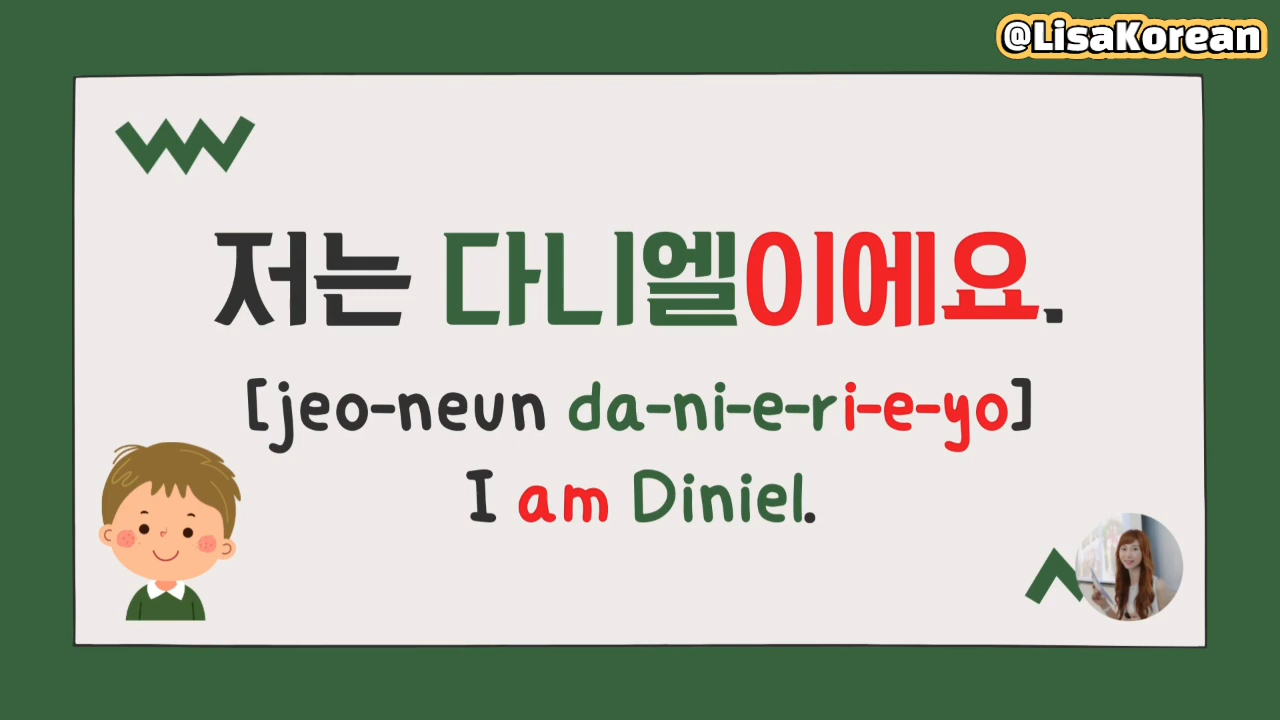 @LisaKorean
저는 다니엘이에요.
[jeo-neun da-ni-e-ri-e-yo]
I am Diniel.